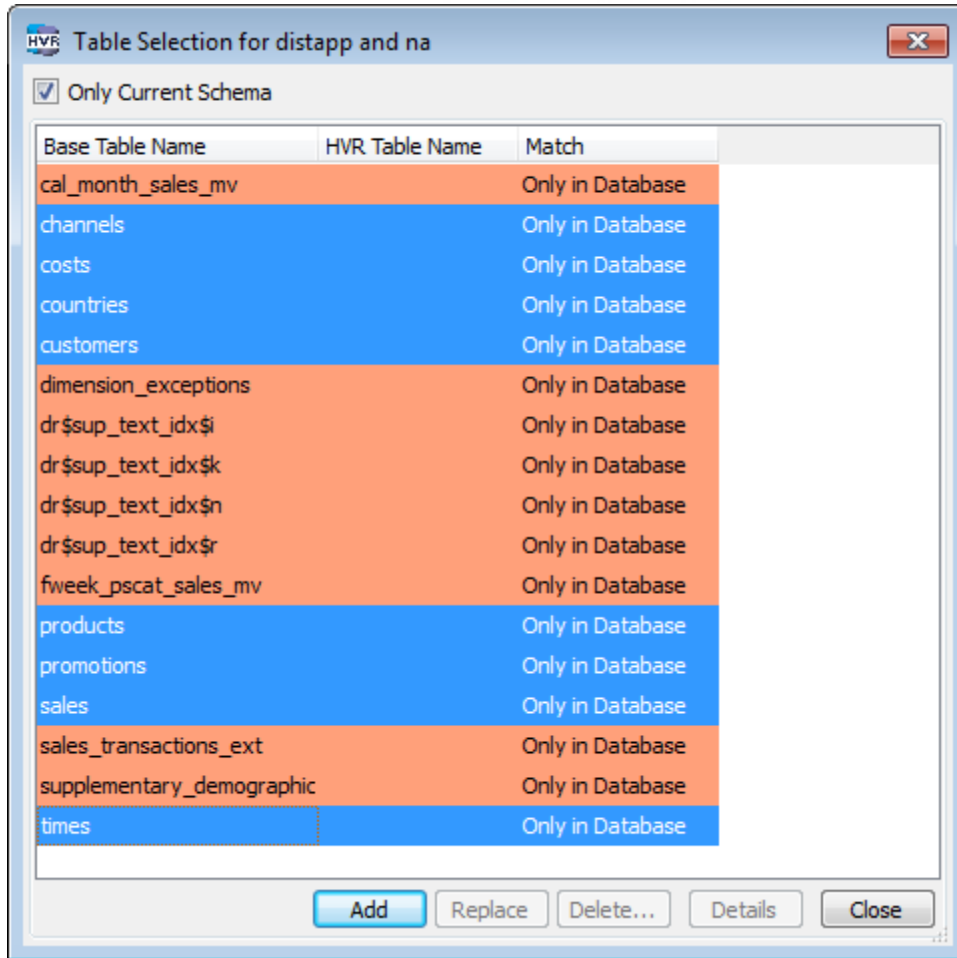 HVR Table Selection for distapp and na
Only Current Schema
Base Table Name HVR Table Name Match
cal_month_sales_mv Only in Database
channels Only in Database
costs Only in Database
countries Only in Database
customers Only in Database
dimension_exceptions Only in Database
dr$sup_text_idx$i Only in Database
dr$sup_text_idx$k Only in Database
dr$sup_text_idx$n Only in Database
dr$sup_text_idx$r Only in Database
fweek_pscat_sales_mv Only in Database
products Only in Database
promotions Only in Database
sales Only in Database
sales_transactions_ext Only in Database
supplementary_demographic Only in Database
times Only in Database
Add Replace Delete... Details Close